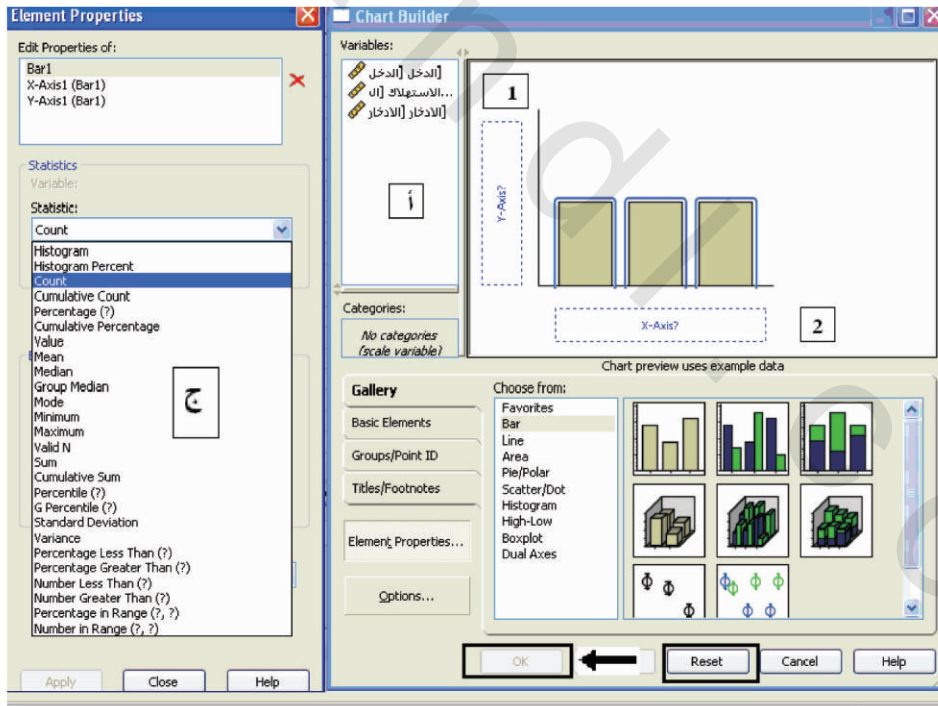 Element Properties
Edit Properties of:
Bar1
X-Axis1 (Bar1)
Y-Axis1 (Bar1)
Statistics
Variable:
Statistic:
Count
Histogram
Histogram Percent
Count
Cumulative Count
Percentage (?)
Cumulative Percentage
Value
Mean
Median
Group Median
Mode
Minimum
Maximum
Valid N
Sum
Cumulative Sum
Percentile (?)
G Percentile (?)
Standard Deviation
Variance
Percentage Less Than (?)
Percentage Greater Than (?)
Number Less Than (?)
Number Greater Than (?)
Percentage in Range (?, ?)
Number in Range (?, ?)
ج
Apply Close Help
Chart Builder
Variables:
الدخل [الدخل]
الاستهلاك [ال...
الادخار [الادخار]
أ
1
Y-Axis?
X-Axis?
2
Categories:
No categories
(scale variable)
Chart preview uses example data
Gallery
Basic Elements
Groups/Point ID
Titles/Footnotes
Element Properties...
Options...
Choose from:
Favorites
Bar
Line
Area
Pie/Polar
Scatter/Dot
Histogram
High-Low
Boxplot
Dual Axes
OK Reset Cancel Help